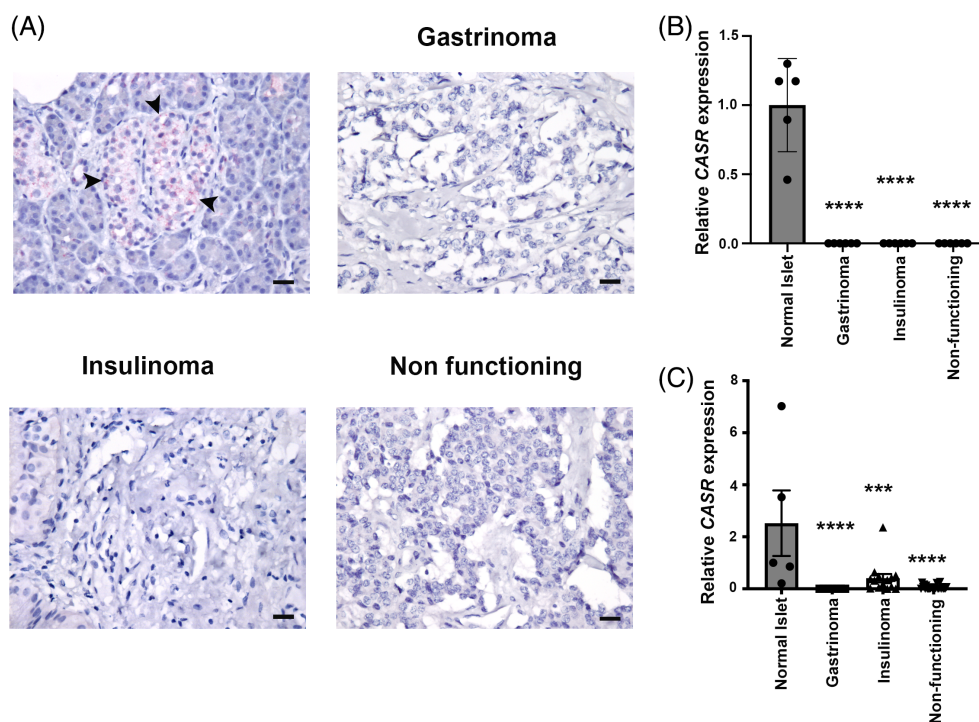 (A)
Gastrinoma
Insulinoma
Non functioning
(B)
Relative CASR expression
1.5
1.0
0.5
0.0
****
****
****
Normal Islet
Gastrinoma
Insulinoma
Non-functioning
(C)
Relative CASR expression
8
6
4
2
0
****
***
****
Normal Islet
Gastrinoma
Insulinoma
Non-functioning